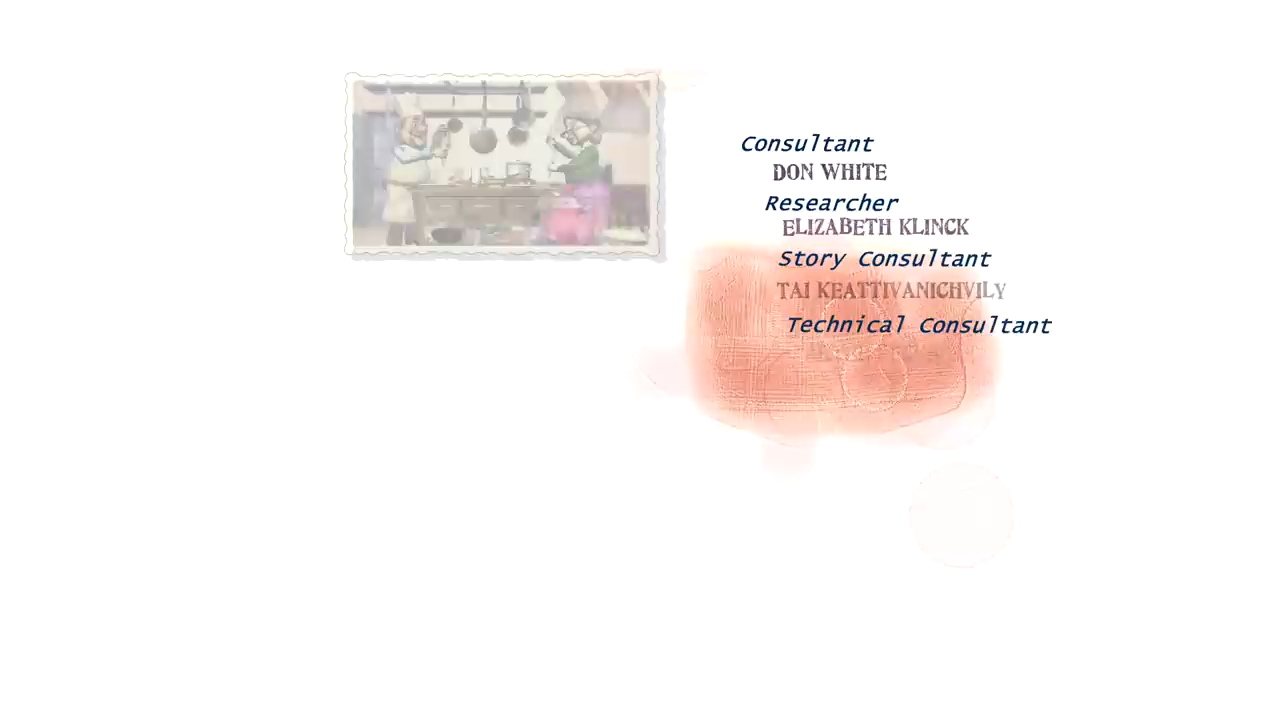 Consultant
DON WHITE
Researcher
ELIZABETH KLINCK
Story Consultant
TAI KEATTIVANICHVILY
Technical Consultant